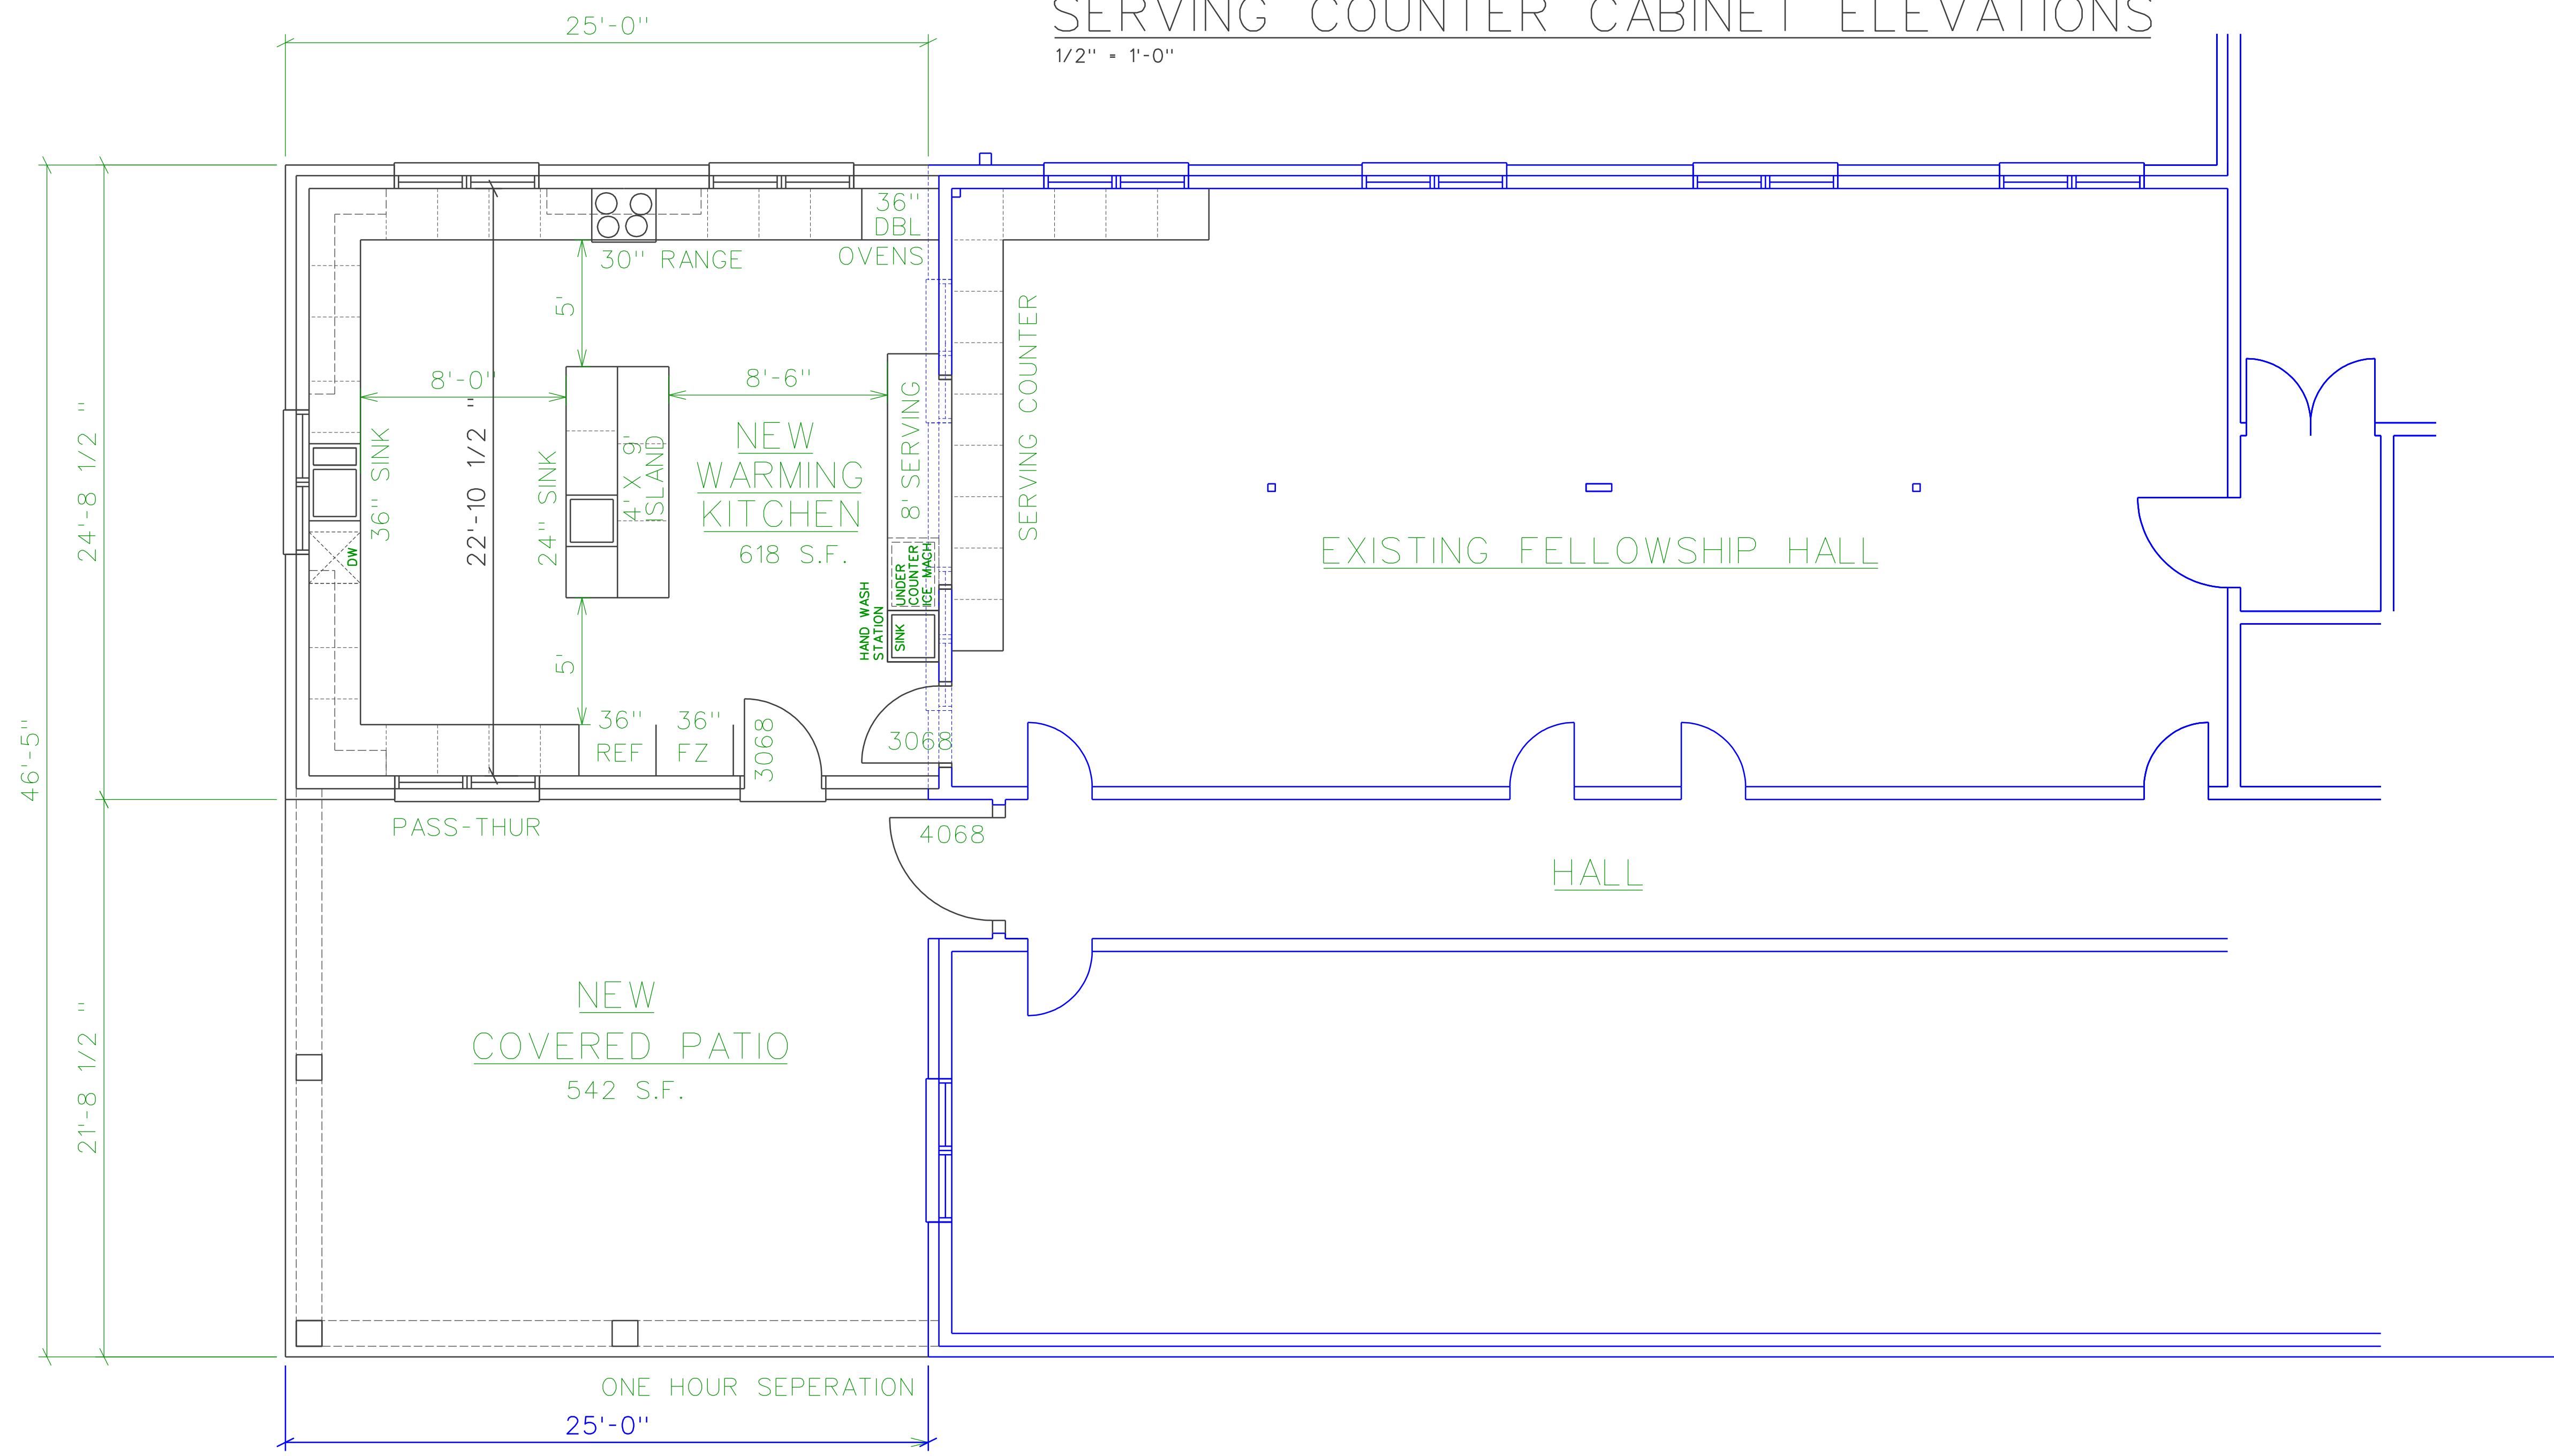 SERVING COUNTER CABINET ELEVATIONS
1/2" = 1'-0"
25'-0"
36"
DBL
OVENS
30" RANGE
5'
8'-0"
8'-6"
24'-8 1/2 "
22'-10 1/2 "
46'-5"
36" SINK
DW
24" SINK
4' X 9'
ISLAND
NEW
WARMING
KITCHEN
618 S.F.
8' SERVING
SERVING COUNTER
UNDER
COUNTER
ICE MACH
HAND WASH
STATION
SINK
EXISTING FELLOWSHIP HALL
5'
36"
REF
36"
FZ
3068
3068
PASS-THUR
4068
HALL
21'-8 1/2 "
NEW
COVERED PATIO
542 S.F.
ONE HOUR SEPERATION
25'-0"